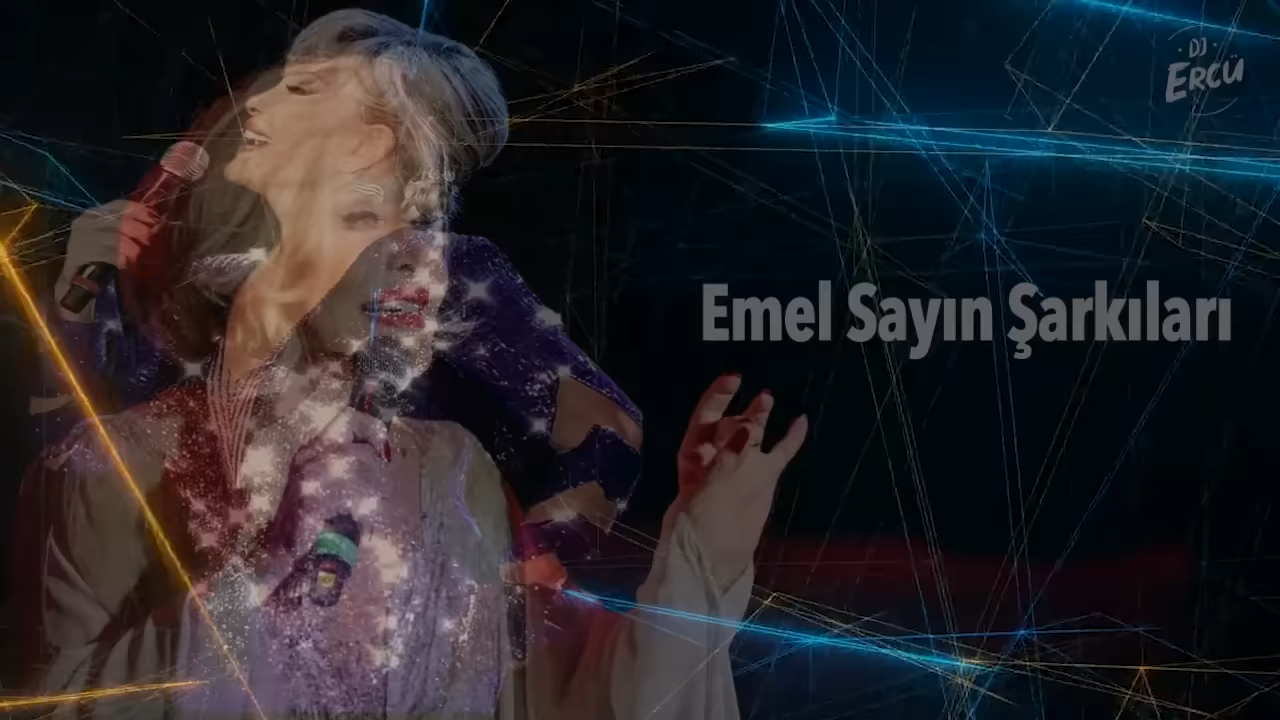 · DJ ·
ERCÜ
Emel Sayın Şarkıları